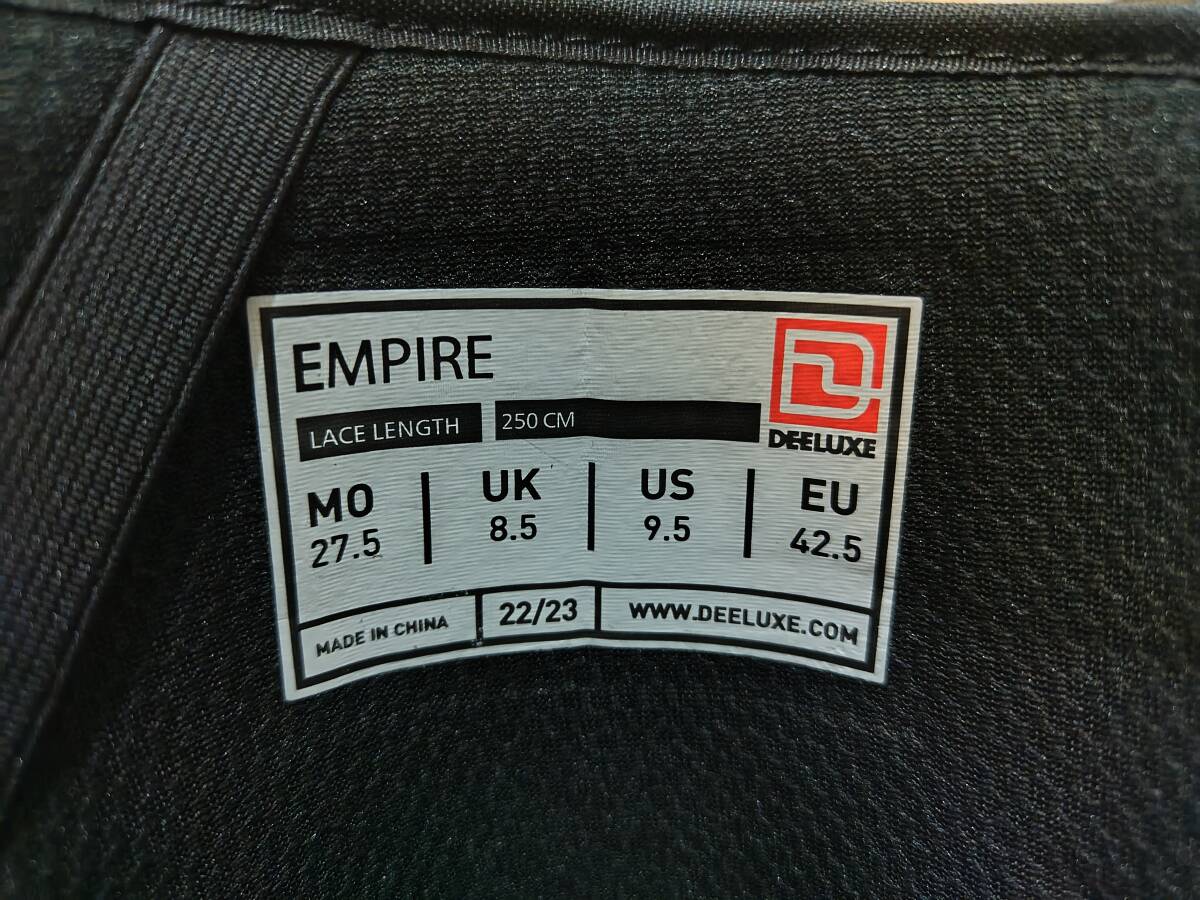 EMPIRE
LACE LENGTH 250 CM
DEELUXE
MO UK US EU
27.5 8.5 9.5 42.5
MADE IN CHINA 22/23 WWW.DEELUXE.COM